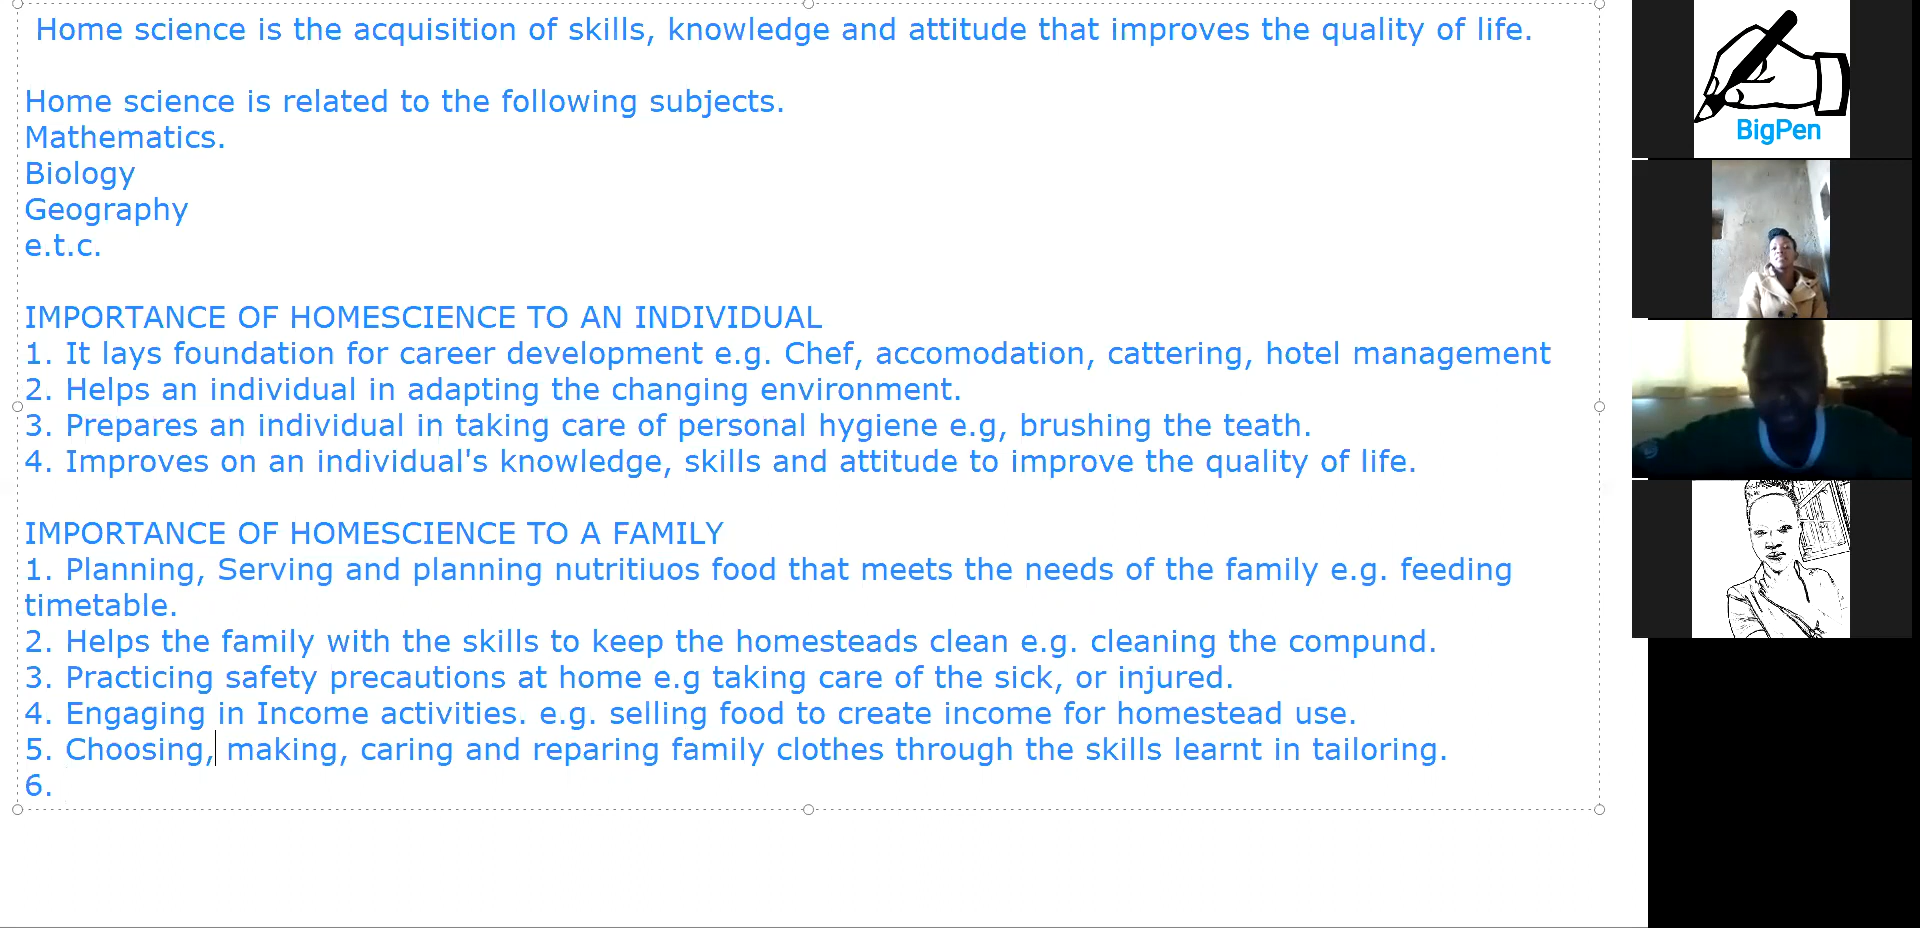 Home science is the acquisition of skills, knowledge and attitude that improves the quality of life.
Home science is related to the following subjects.
Mathematics.
Biology
Geography
e.t.c.
IMPORTANCE OF HOMESCIENCE TO AN INDIVIDUAL
1. It lays foundation for career development e.g. Chef, accomodation, cattering, hotel management
2. Helps an individual in adapting the changing environment.
3. Prepares an individual in taking care of personal hygiene e.g, brushing the teath.
4. Improves on an individual's knowledge, skills and attitude to improve the quality of life.
IMPORTANCE OF HOMESCIENCE TO A FAMILY
1. Planning, Serving and planning nutritiuos food that meets the needs of the family e.g. feeding
timetable.
2. Helps the family with the skills to keep the homesteads clean e.g. cleaning the compund.
3. Practicing safety precautions at home e.g taking care of the sick, or injured.
4. Engaging in Income activities. e.g. selling food to create income for homestead use.
5. Choosing, making, caring and reparing family clothes through the skills learnt in tailoring.
6.
BigPen